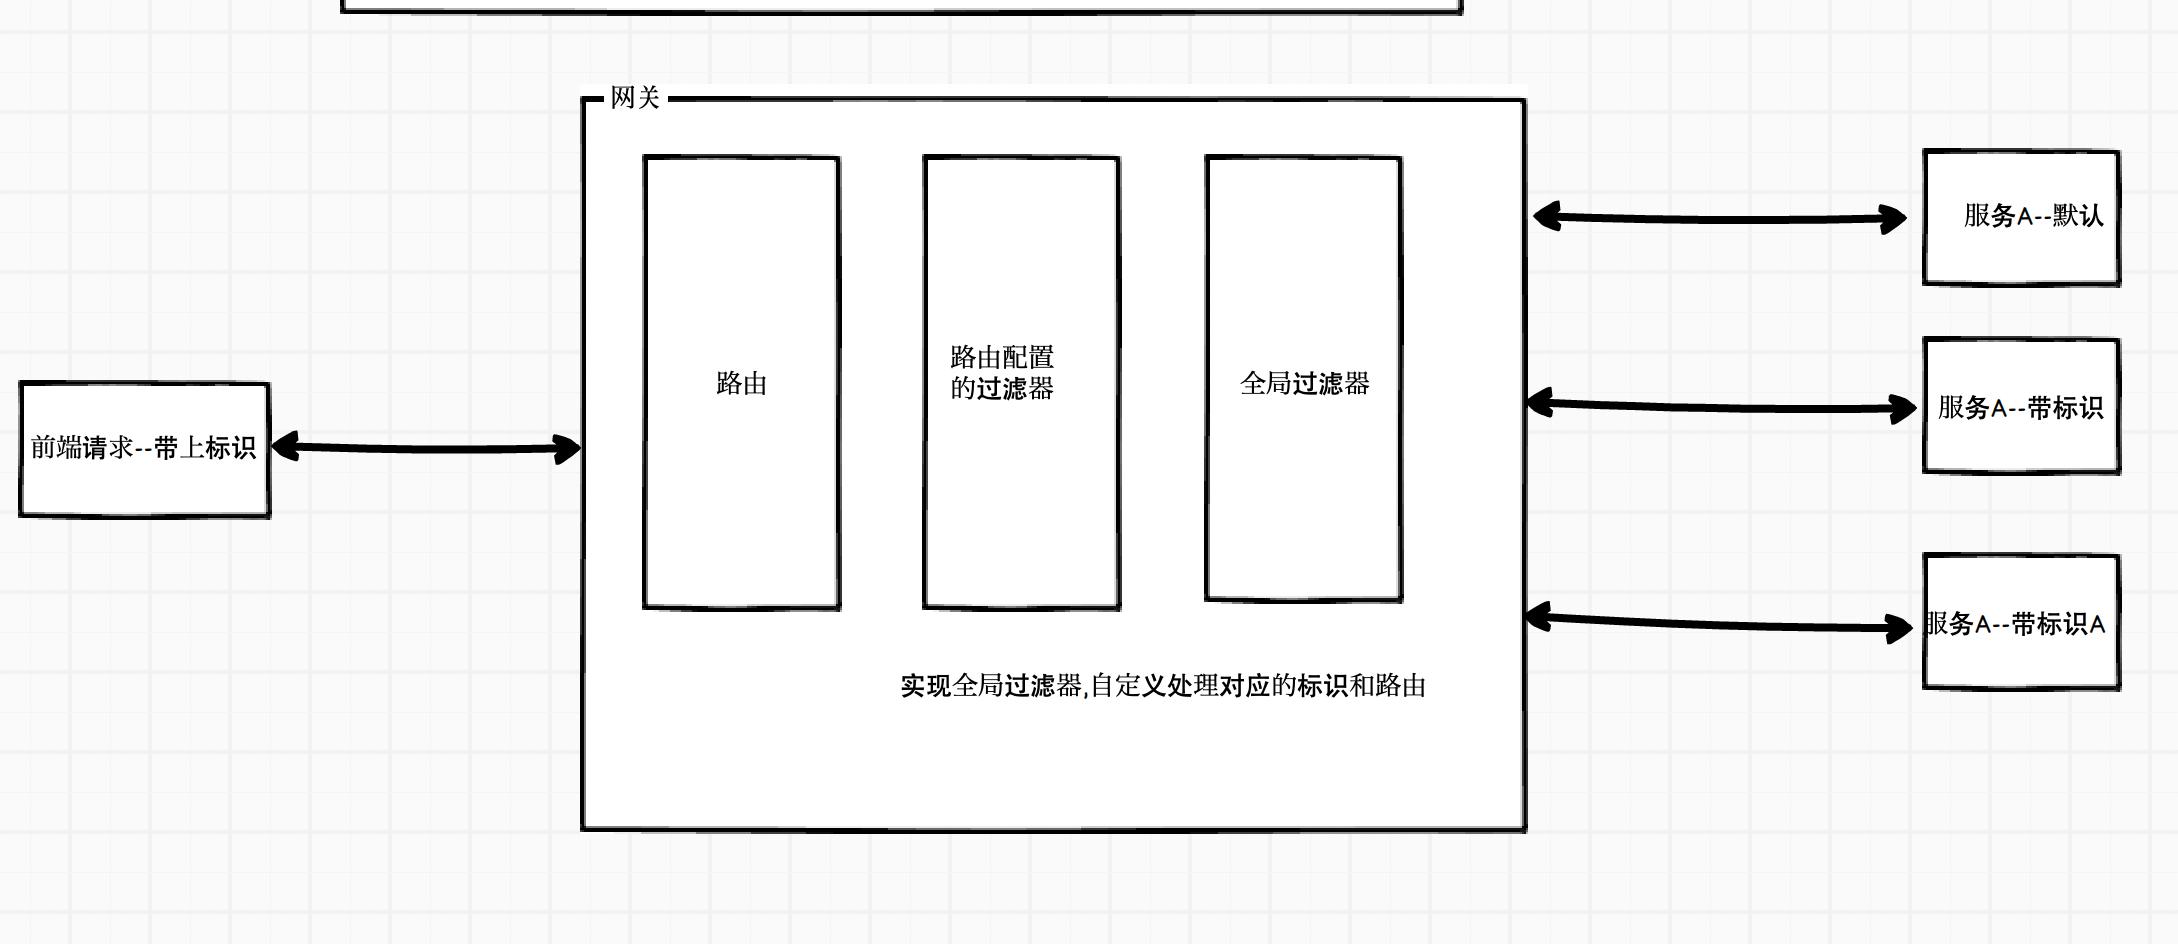 网关
前端请求--带上标识
路由
路由配置
的过滤器
全局过滤器
实现全局过滤器,自定义处理对应的标识和路由
服务A--默认
服务A--带标识
服务A--带标识A